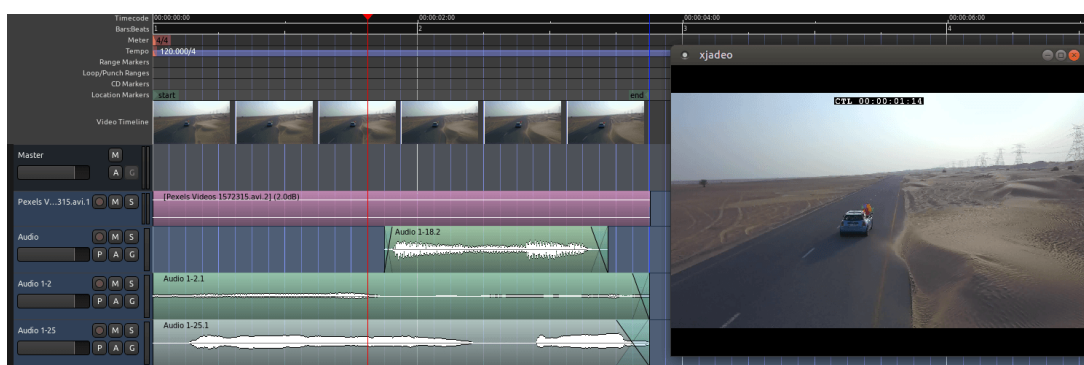 Timecode 00:00:00:00 00:00:02:00 00:00:04:00 00:00:06:00
Bars:Beats 1 2 3 4
Meter 4/4
Tempo 120.000/4
Range Markers
Loop/Punch Ranges
CD Markers
Location Markers start end
Video Timeline
xjadeo
CTL 00:00:01:14
Master M
A G
Pexels V...315.avi.1 M S [Pexels Videos 1572315.avi.2] (2.0dB)
Audio M S Audio 1-18.2
P A G
Audio 1-2 M S Audio 1-2.1
P A G
Audio 1-25 M S Audio 1-25.1
P A G